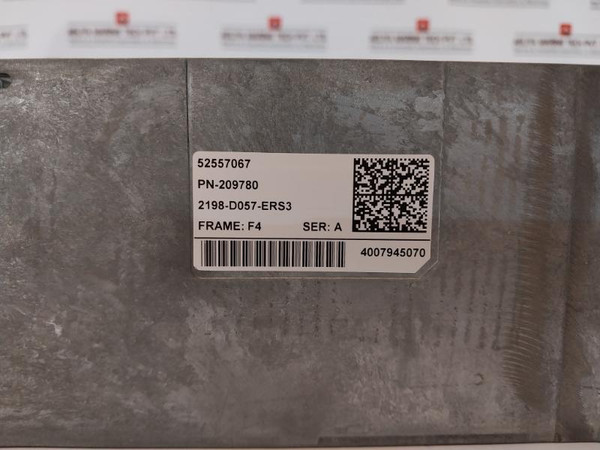 52557067
PN-209780
2198-D057-ERS3
FRAME: F4 SER: A
4007945070